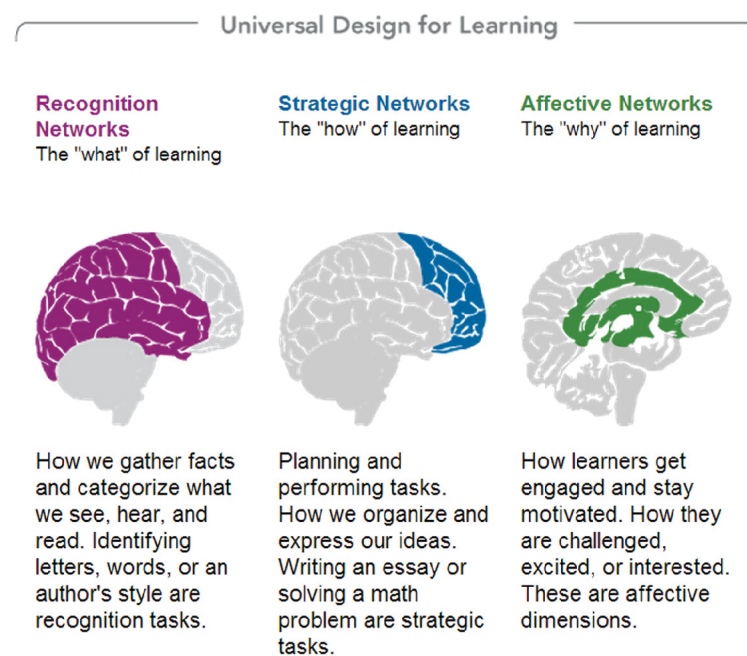 Universal Design for Learning
Recognition
Networks
The "what" of learning
Strategic Networks
The "how" of learning
Affective Networks
The "why" of learning
How we gather facts
and categorize what
we see, hear, and
read. Identifying
letters, words, or an
author's style are
recognition tasks.
Planning and
performing tasks.
How we organize and
express our ideas.
Writing an essay or
solving a math
problem are strategic
tasks.
How learners get
engaged and stay
motivated. How they
are challenged,
excited, or interested.
These are affective
dimensions.